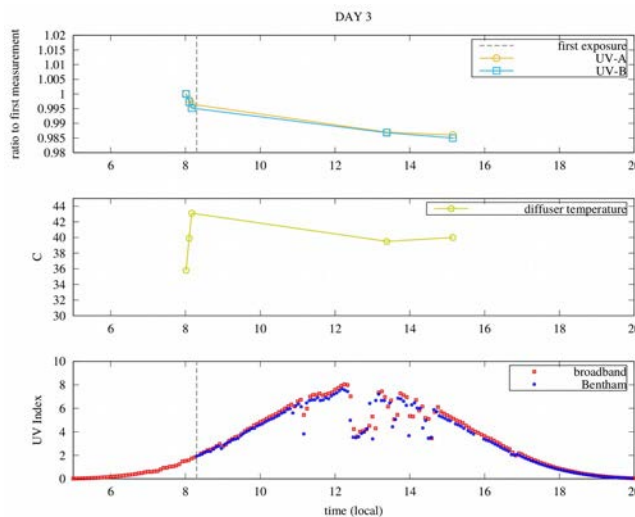 DAY 3
ratio to first measurement
1.02
1.015
1.01
1.005
1
0.995
0.99
0.985
0.98
first exposure
UV-A
UV-B
6 8 10 12 14 16 18 20
C
44
42
40
38
36
34
32
30
diffuser temperature
6 8 10 12 14 16 18 20
UV Index
10
8
6
4
2
0
broadband
Bentham
6 8 10 12 14 16 18 20
time (local)